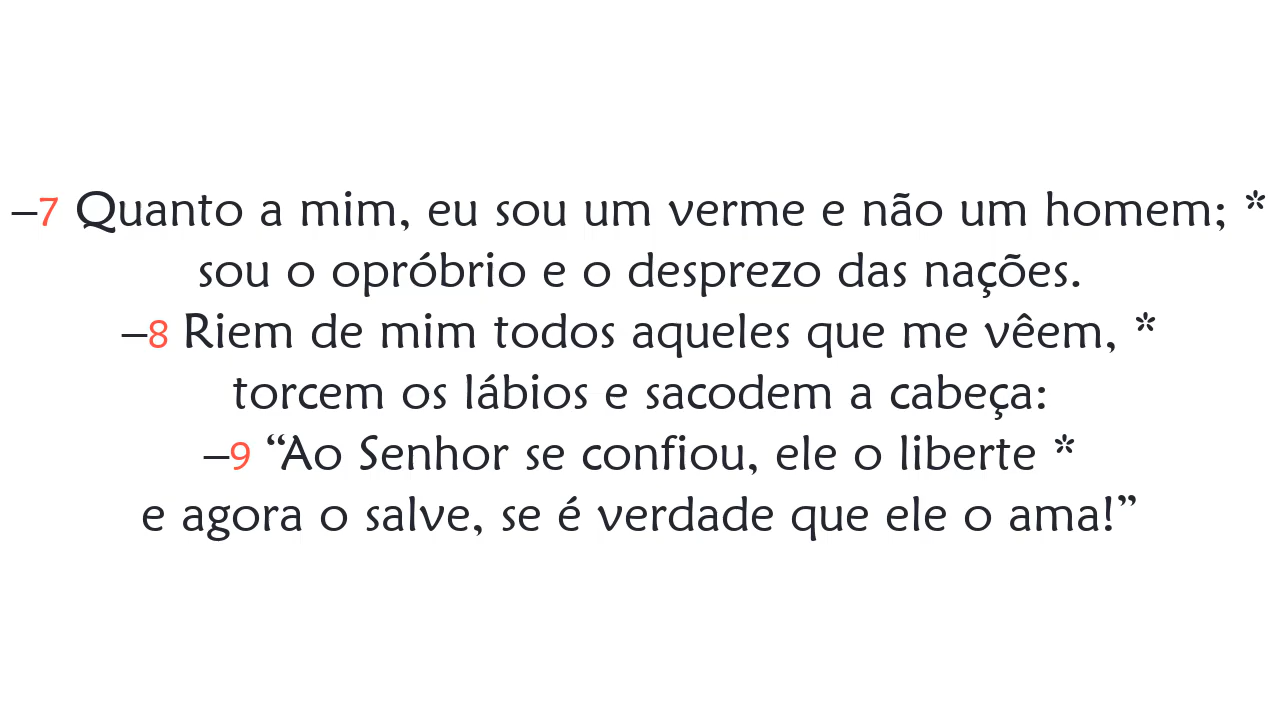 –7 Quanto a mim, eu sou um verme e não um homem; *
sou o opróbrio e o desprezo das nações.
–8 Riem de mim todos aqueles que me vêem, *
torcem os lábios e sacodem a cabeça:
–9 “Ao Senhor se confiou, ele o liberte *
e agora o salve, se é verdade que ele o ama!”